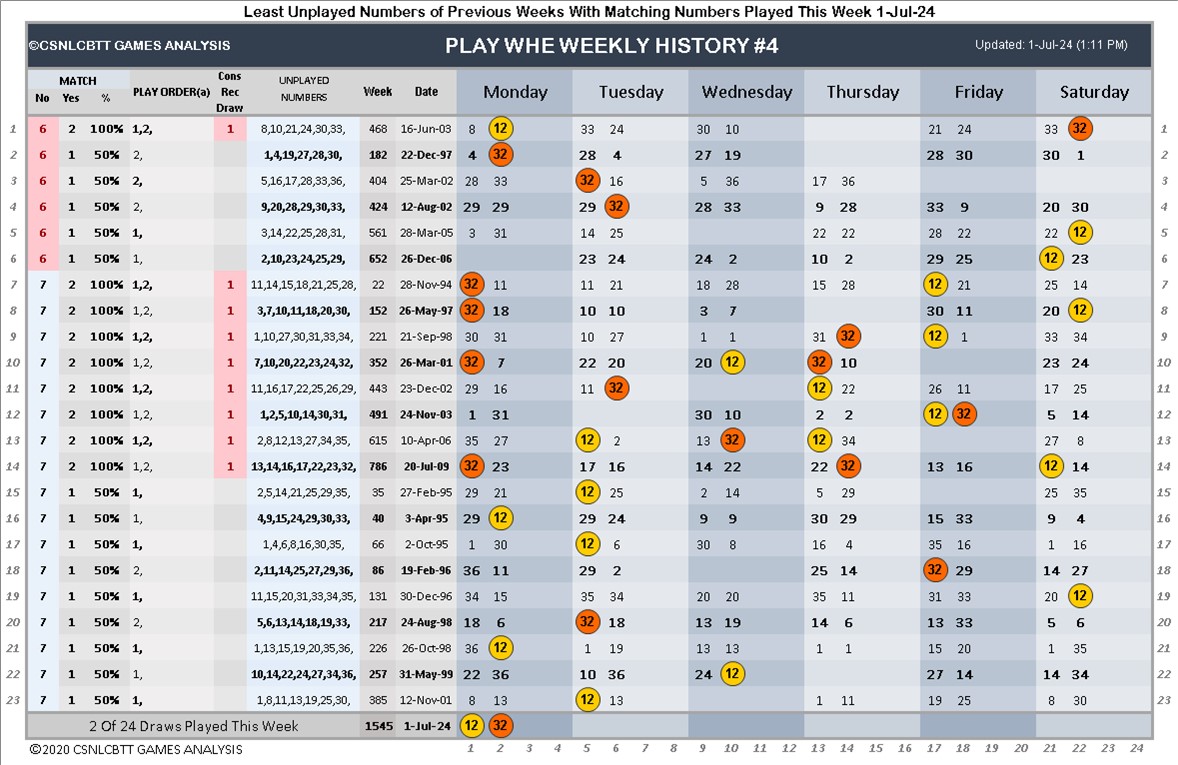 Least Unplayed Numbers of Previous Weeks With Matching Numbers Played This Week 1-Jul-24
©CSNLCBTT GAMES ANALYSIS PLAY WHE WEEKLY HISTORY #4 Updated: 1-Jul-24 (1:11 PM)
MATCH PLAY ORDER(a) Cons Rec Draw UNPLAYED NUMBERS Week Date Monday Tuesday Wednesday Thursday Friday Saturday
No Yes %
1 6 2 100% 1,2, 1 8,10,21,24,30,33, 468 16-Jun-03 8 12 33 24 30 10 21 24 33 32 1
2 6 1 50% 2, 1,4,19,27,28,30, 182 22-Dec-97 4 32 28 4 27 19 28 30 30 1 2
3 6 1 50% 2, 5,16,17,28,33,36, 404 25-Mar-02 28 33 32 16 5 36 17 36 3
4 6 1 50% 2, 9,20,28,29,30,33, 424 12-Aug-02 29 29 29 32 28 33 9 28 33 9 20 30 4
5 6 1 50% 1, 3,14,22,25,28,31, 561 28-Mar-05 3 31 14 25 22 22 28 22 22 12 5
6 6 1 50% 1, 2,10,23,24,25,29, 652 26-Dec-06 23 24 24 2 10 2 29 25 12 23 6
7 7 2 100% 1,2, 1 11,14,15,18,21,25,28, 22 28-Nov-94 32 11 11 21 18 28 15 28 12 21 25 14 7
8 7 2 100% 1,2, 1 3,7,10,11,18,20,30, 152 26-May-97 32 18 10 10 3 7 30 11 20 12 8
9 7 2 100% 1,2, 1 1,10,27,30,31,33,34, 221 21-Sep-98 30 31 10 27 1 1 31 32 12 1 33 34 9
10 7 2 100% 1,2, 1 7,10,20,22,23,24,32, 352 26-Mar-01 32 7 22 20 20 12 32 10 23 24 10
11 7 2 100% 1,2, 1 11,16,17,22,25,26,29, 443 23-Dec-02 29 16 11 32 12 22 26 11 17 25 11
12 7 2 100% 1,2, 1 1,2,5,10,14,30,31, 491 24-Nov-03 1 31 30 10 2 2 12 32 5 14 12
13 7 2 100% 1,2, 1 2,8,12,13,27,34,35, 615 10-Apr-06 35 27 12 2 13 32 12 34 27 8 13
14 7 2 100% 1,2, 1 13,14,16,17,22,23,32, 786 20-Jul-09 32 23 17 16 14 22 22 32 13 16 12 14 14
15 7 1 50% 1, 2,5,14,21,25,29,35, 35 27-Feb-95 29 21 12 25 2 14 5 29 25 35 15
16 7 1 50% 1, 4,9,15,24,29,30,33, 40 3-Apr-95 29 12 29 24 9 9 30 29 15 33 9 4 16
17 7 1 50% 1, 1,4,6,8,16,30,35, 66 2-Oct-95 1 30 12 6 30 8 16 4 35 16 1 16 17
18 7 1 50% 2, 2,11,14,25,27,29,36, 86 19-Feb-96 36 11 29 2 25 14 32 29 14 27 18
19 7 1 50% 1, 11,15,20,31,33,34,35, 131 30-Dec-96 34 15 35 34 20 20 35 11 31 33 20 12 19
20 7 1 50% 2, 5,6,13,14,18,19,33, 217 24-Aug-98 18 6 32 18 13 19 14 6 13 33 5 6 20
21 7 1 50% 1, 1,13,15,19,20,35,36, 226 26-Oct-98 36 12 1 19 13 13 1 1 15 20 1 35 21
22 7 1 50% 1, 10,14,22,24,27,34,36, 257 31-May-99 22 36 10 36 24 12 27 14 14 34 22
23 7 1 50% 1, 1,8,11,13,19,25,30, 385 12-Nov-01 8 13 12 13 1 11 19 25 8 30 23
2 Of 24 Draws Played This Week 1545 1-Jul-24 12 32
©2020 CSNLCBTT GAMES ANALYSIS 1 2 3 4 5 6 7 8 9 10 11 12 13 14 15 16 17 18 19 20 21 22 23 24